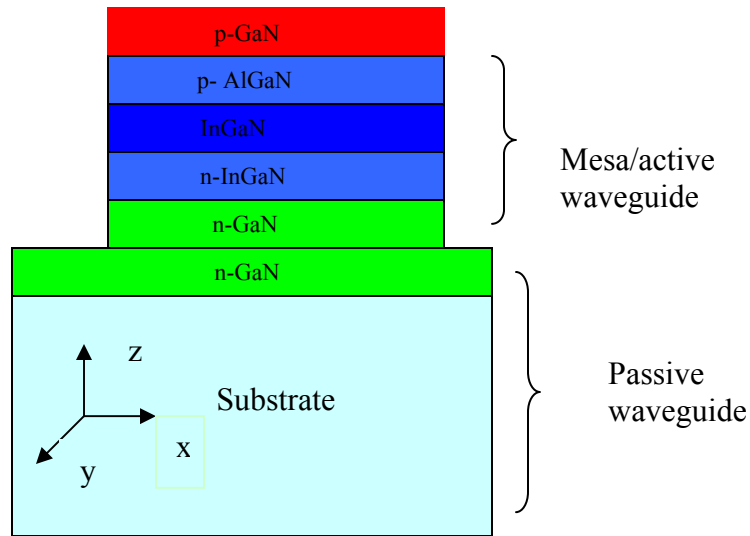 p-GaN
p- AlGaN
InGaN
n-InGaN
n-GaN
n-GaN
Mesa/active
waveguide
z
Substrate
x
y
Passive
waveguide